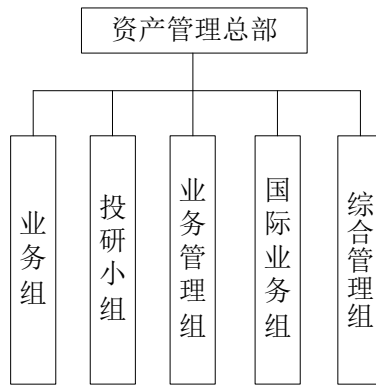 资产管理总部
业务组
投研小组
业务管理组
国际业务组
综合管理组